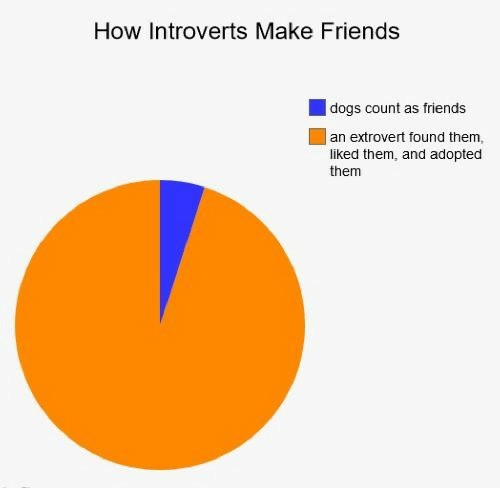 How Introverts Make Friends
dogs count as friends
an extrovert found them,
liked them, and adopted
them